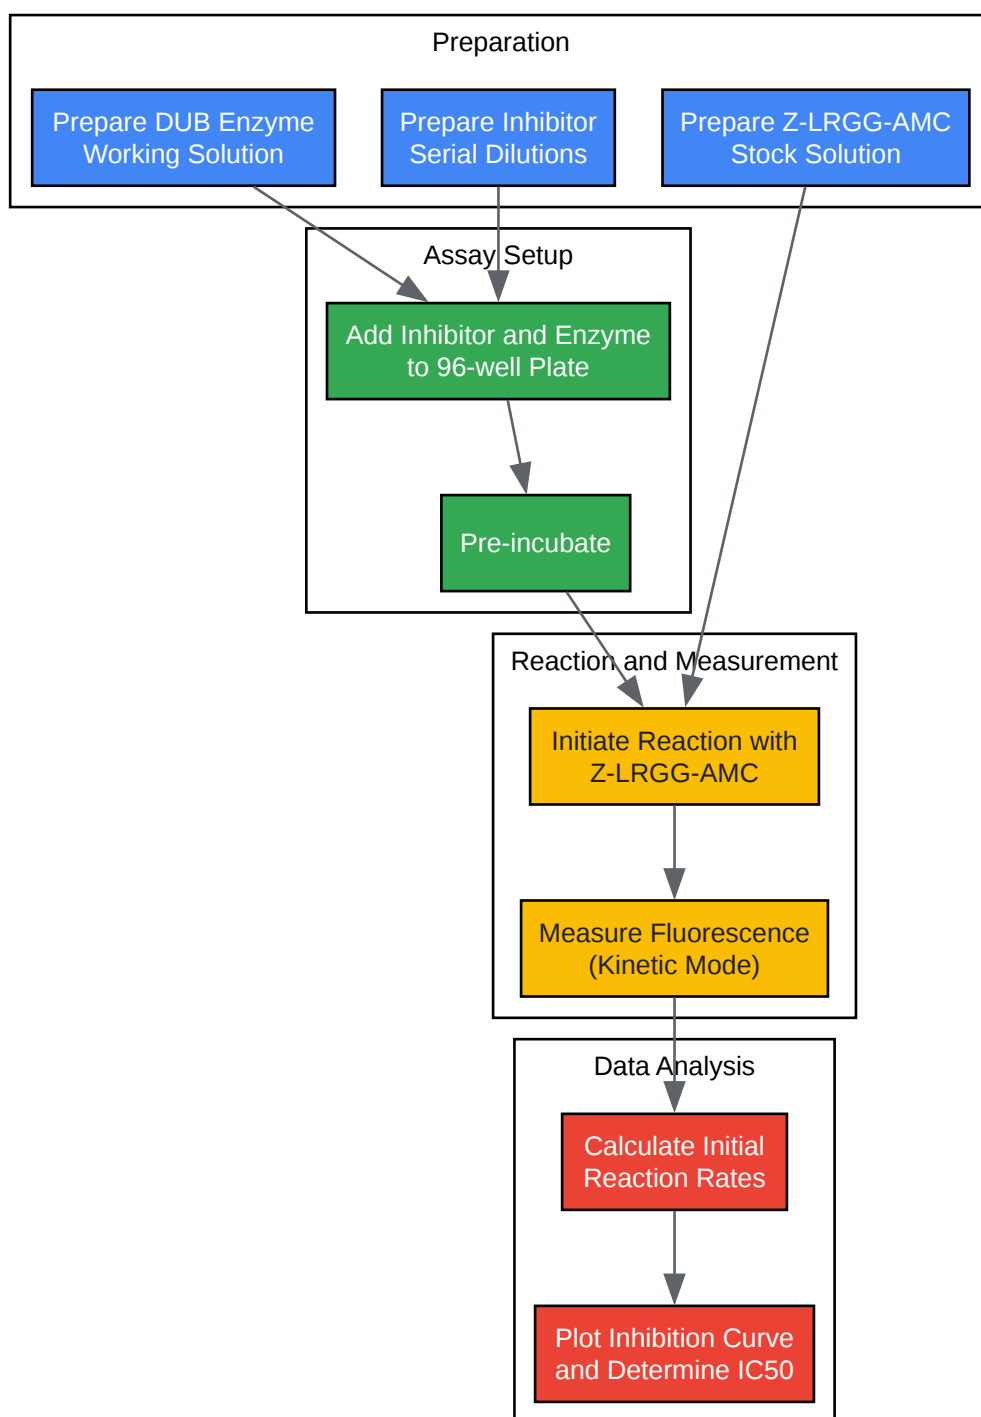 Preparation
Prepare DUB Enzyme
Working Solution
Prepare Inhibitor
Serial Dilutions
Prepare Z-LRGG-AMC
Stock Solution
Assay Setup
Add Inhibitor and Enzyme
to 96-well Plate
Pre-incubate
Reaction and Measurement
Initiate Reaction with
Z-LRGG-AMC
Measure Fluorescence
(Kinetic Mode)
Data Analysis
Calculate Initial
Reaction Rates
Plot Inhibition Curve
and Determine IC50